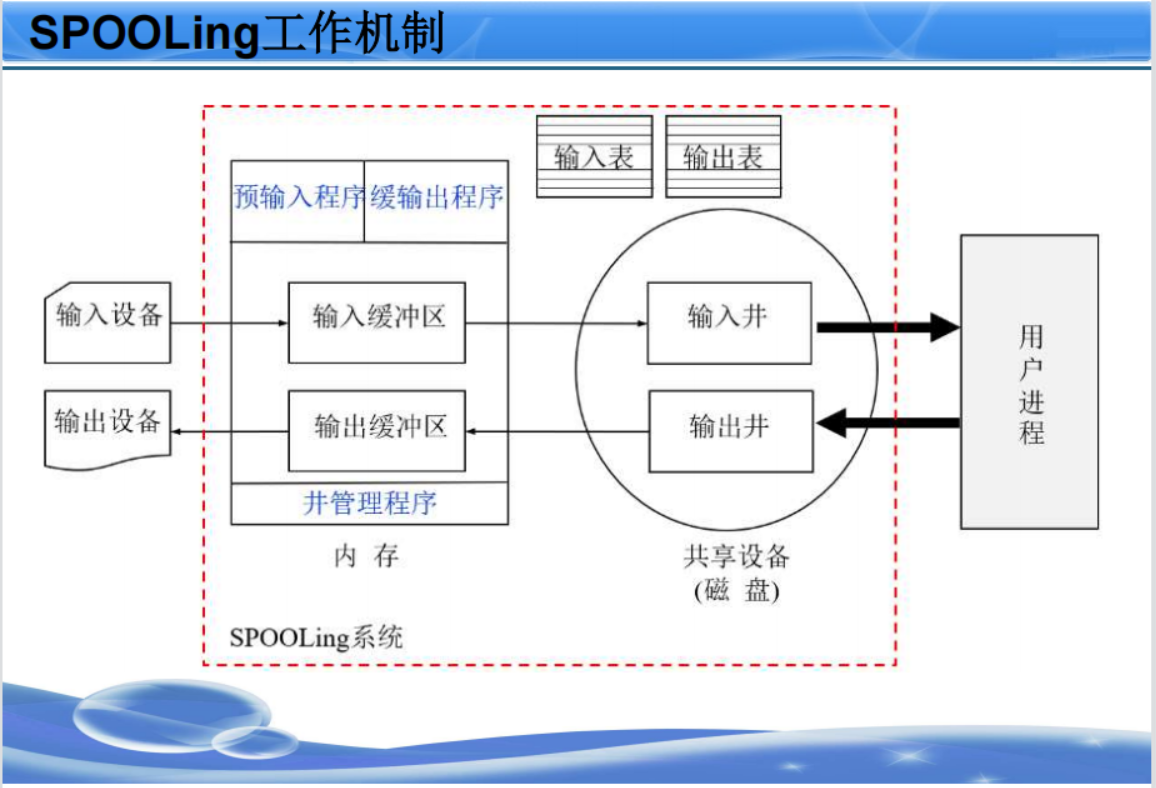 SPOOLing工作机制
输入表
输出表
预输入程序
缓输出程序
输入设备
输入缓冲区
输入井
用户进程
输出设备
输出缓冲区
输出井
井管理程序
内 存
共享设备
(磁 盘)
SPOOLing系统